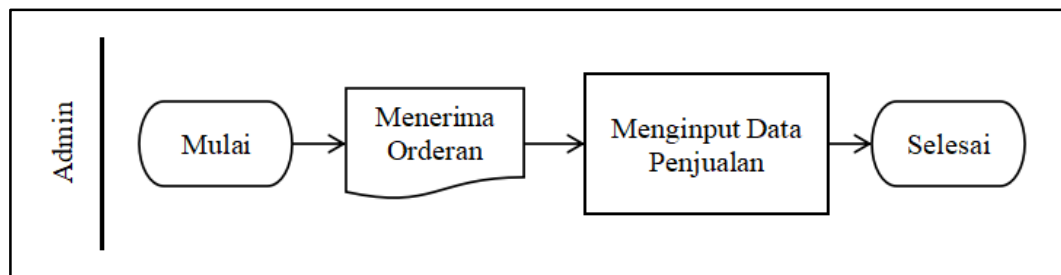 Admin
Mulai
Menerima
Orderan
Menginput Data
Penjualan
Selesai